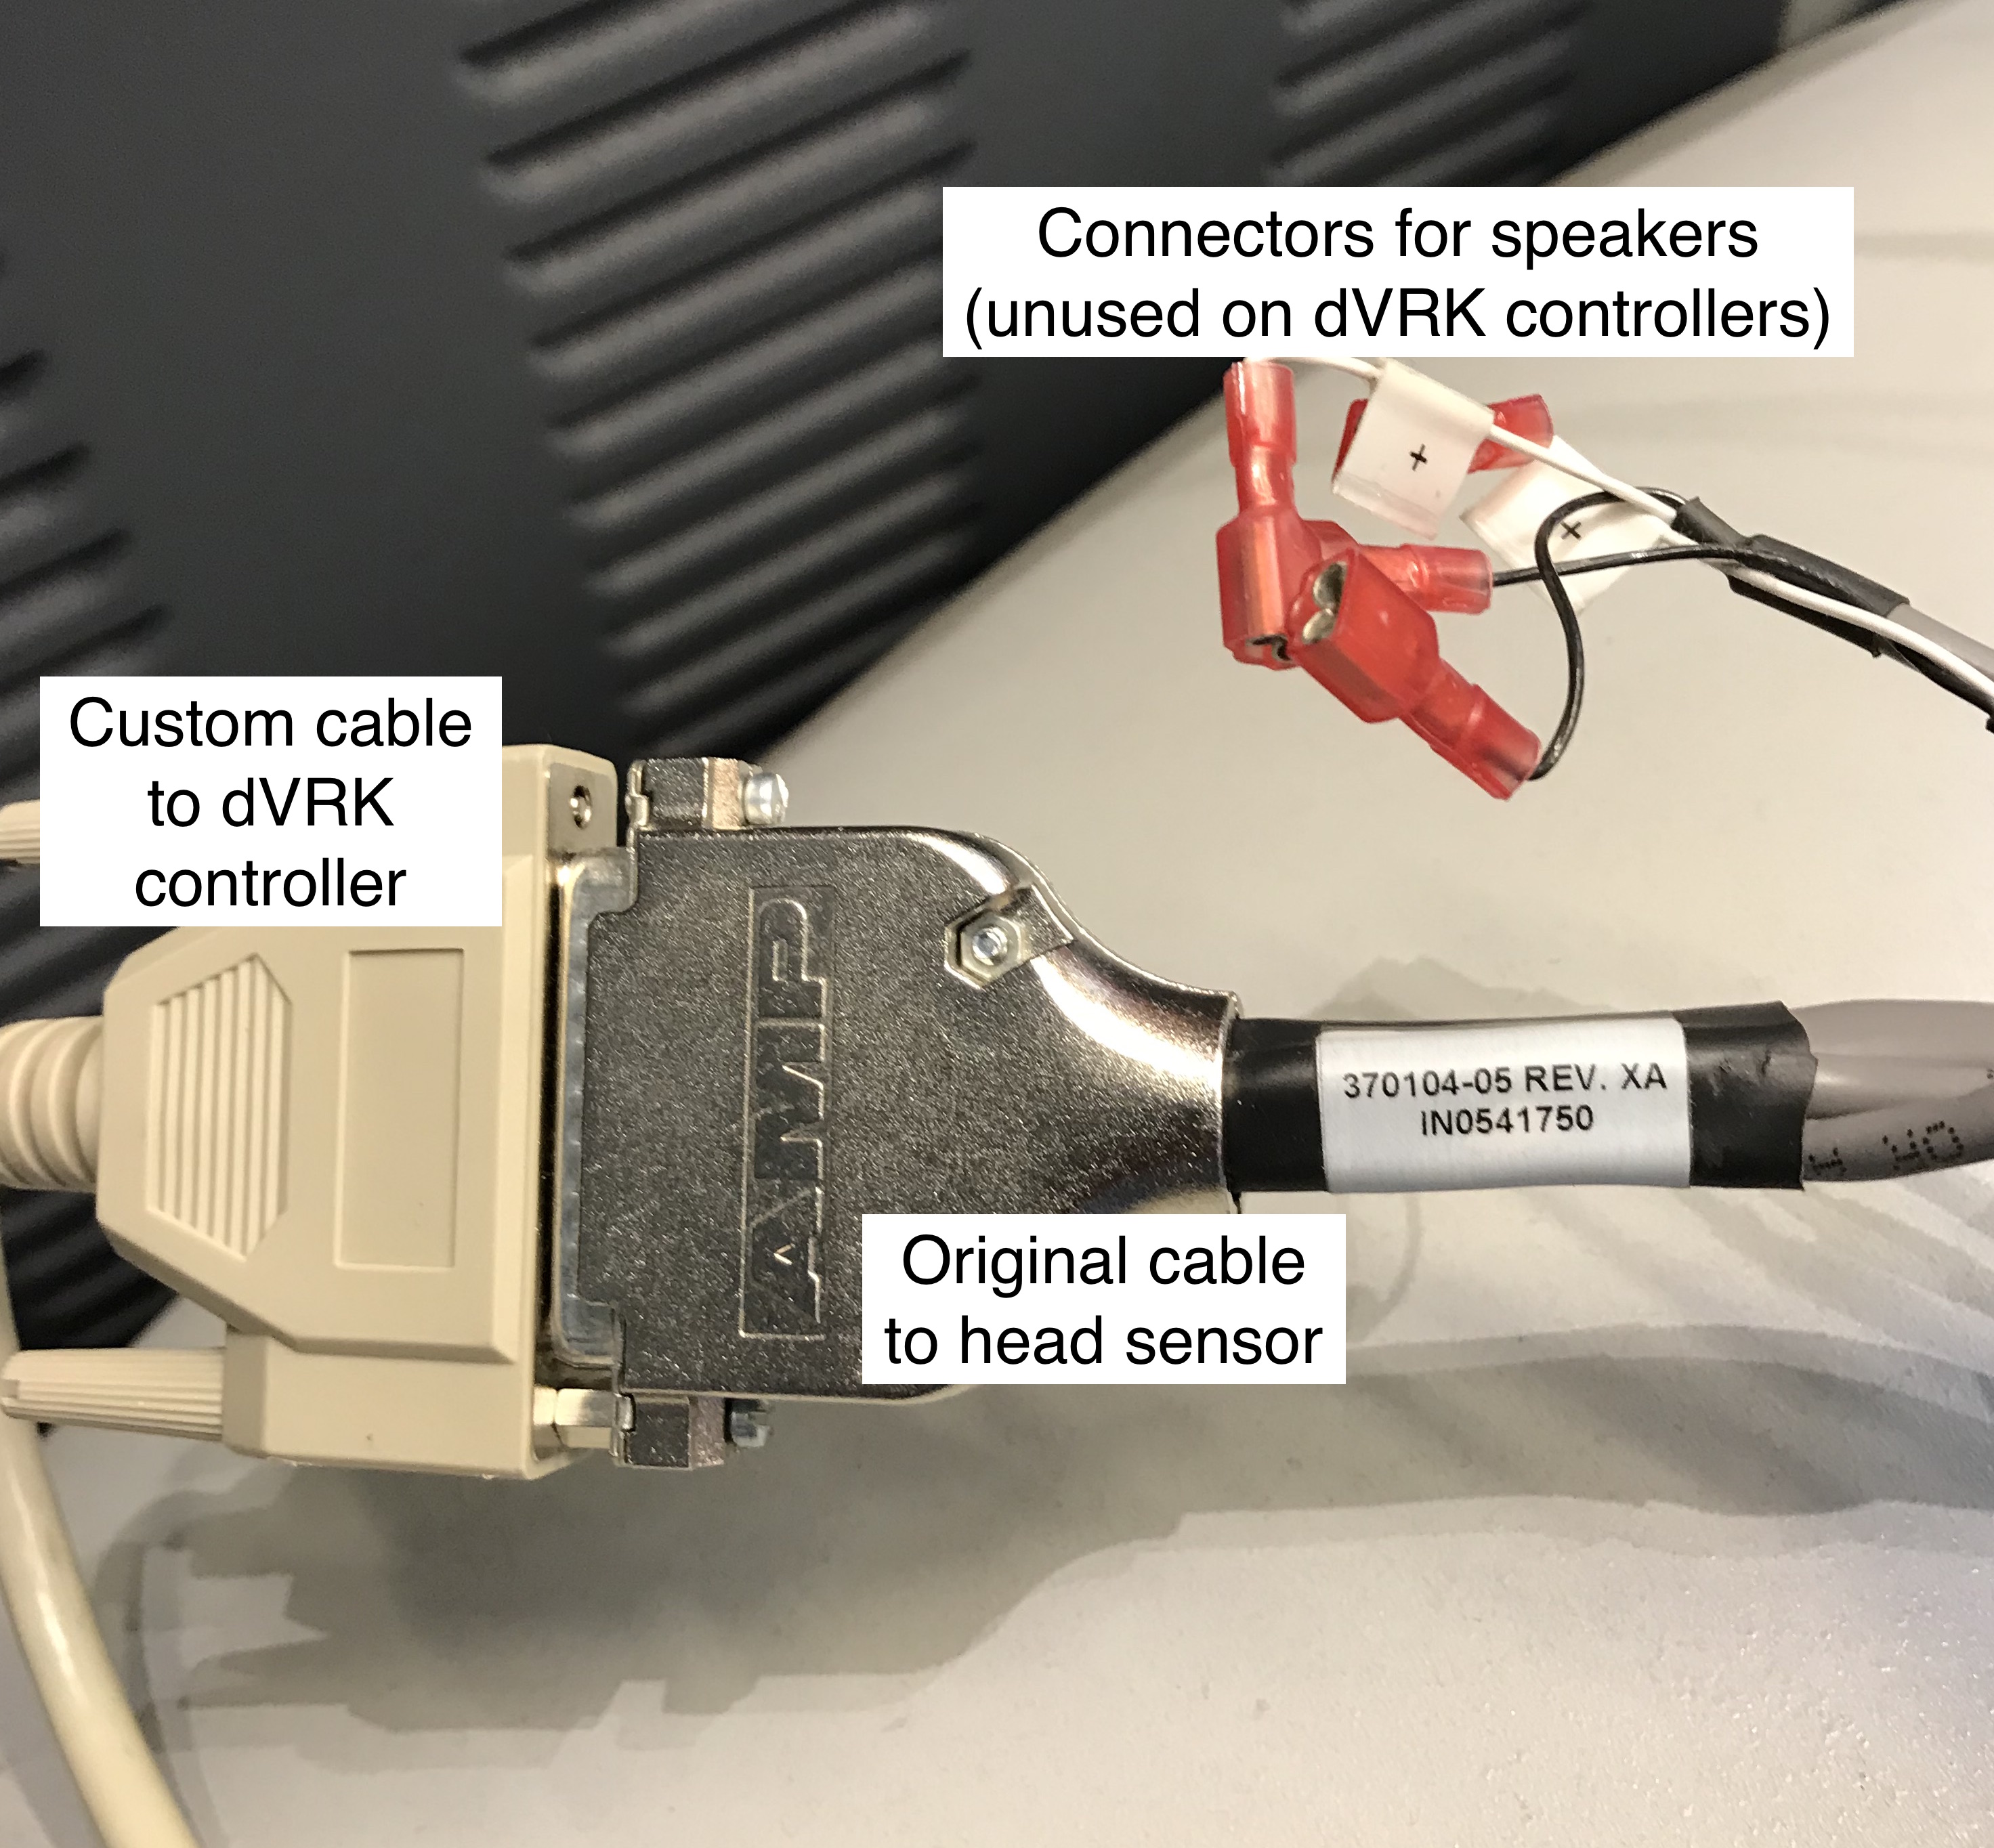 Connectors for speakers
(unused on dVRK controllers)
+
+
Custom cable
to dVRK
controller
AMP
370104-05 REV. XA
IN0541750
Original cable
to head sensor